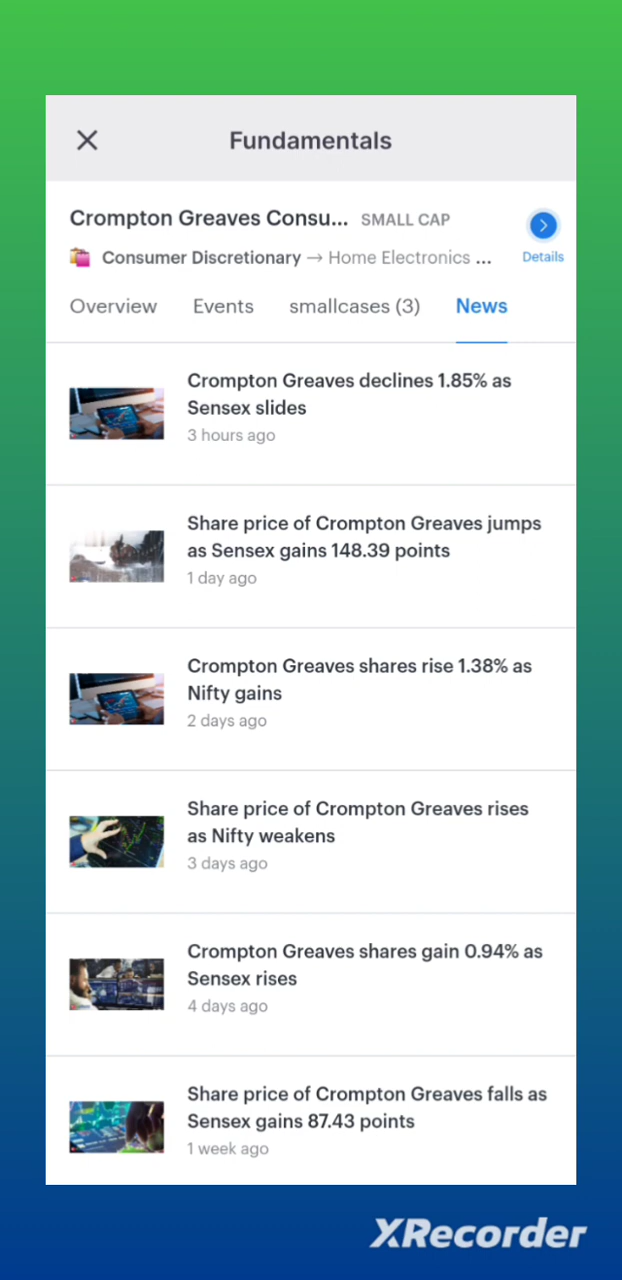 Fundamentals
Crompton Greaves Consu... SMALL CAP
Consumer Discretionary → Home Electronics ...
Details
Overview Events smallcases (3) News
Crompton Greaves declines 1.85% as
Sensex slides
3 hours ago
Share price of Crompton Greaves jumps
as Sensex gains 148.39 points
1 day ago
Crompton Greaves shares rise 1.38% as
Nifty gains
2 days ago
Share price of Crompton Greaves rises
as Nifty weakens
3 days ago
Crompton Greaves shares gain 0.94% as
Sensex rises
4 days ago
Share price of Crompton Greaves falls as
Sensex gains 87.43 points
1 week ago
XRecorder